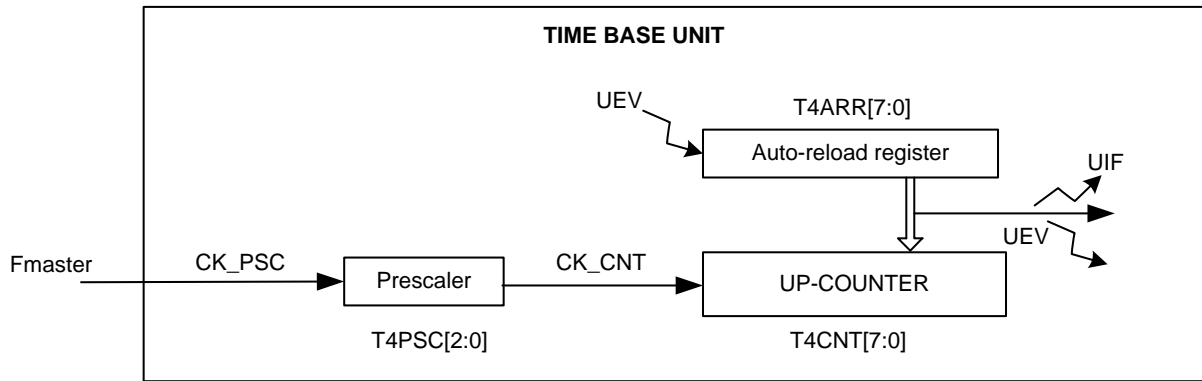 TIME BASE UNIT
UEV
T4ARR[7:0]
Auto-reload register
UIF
UEV
Fmaster
CK_PSC
Prescaler
CK_CNT
UP-COUNTER
T4PSC[2:0]
T4CNT[7:0]